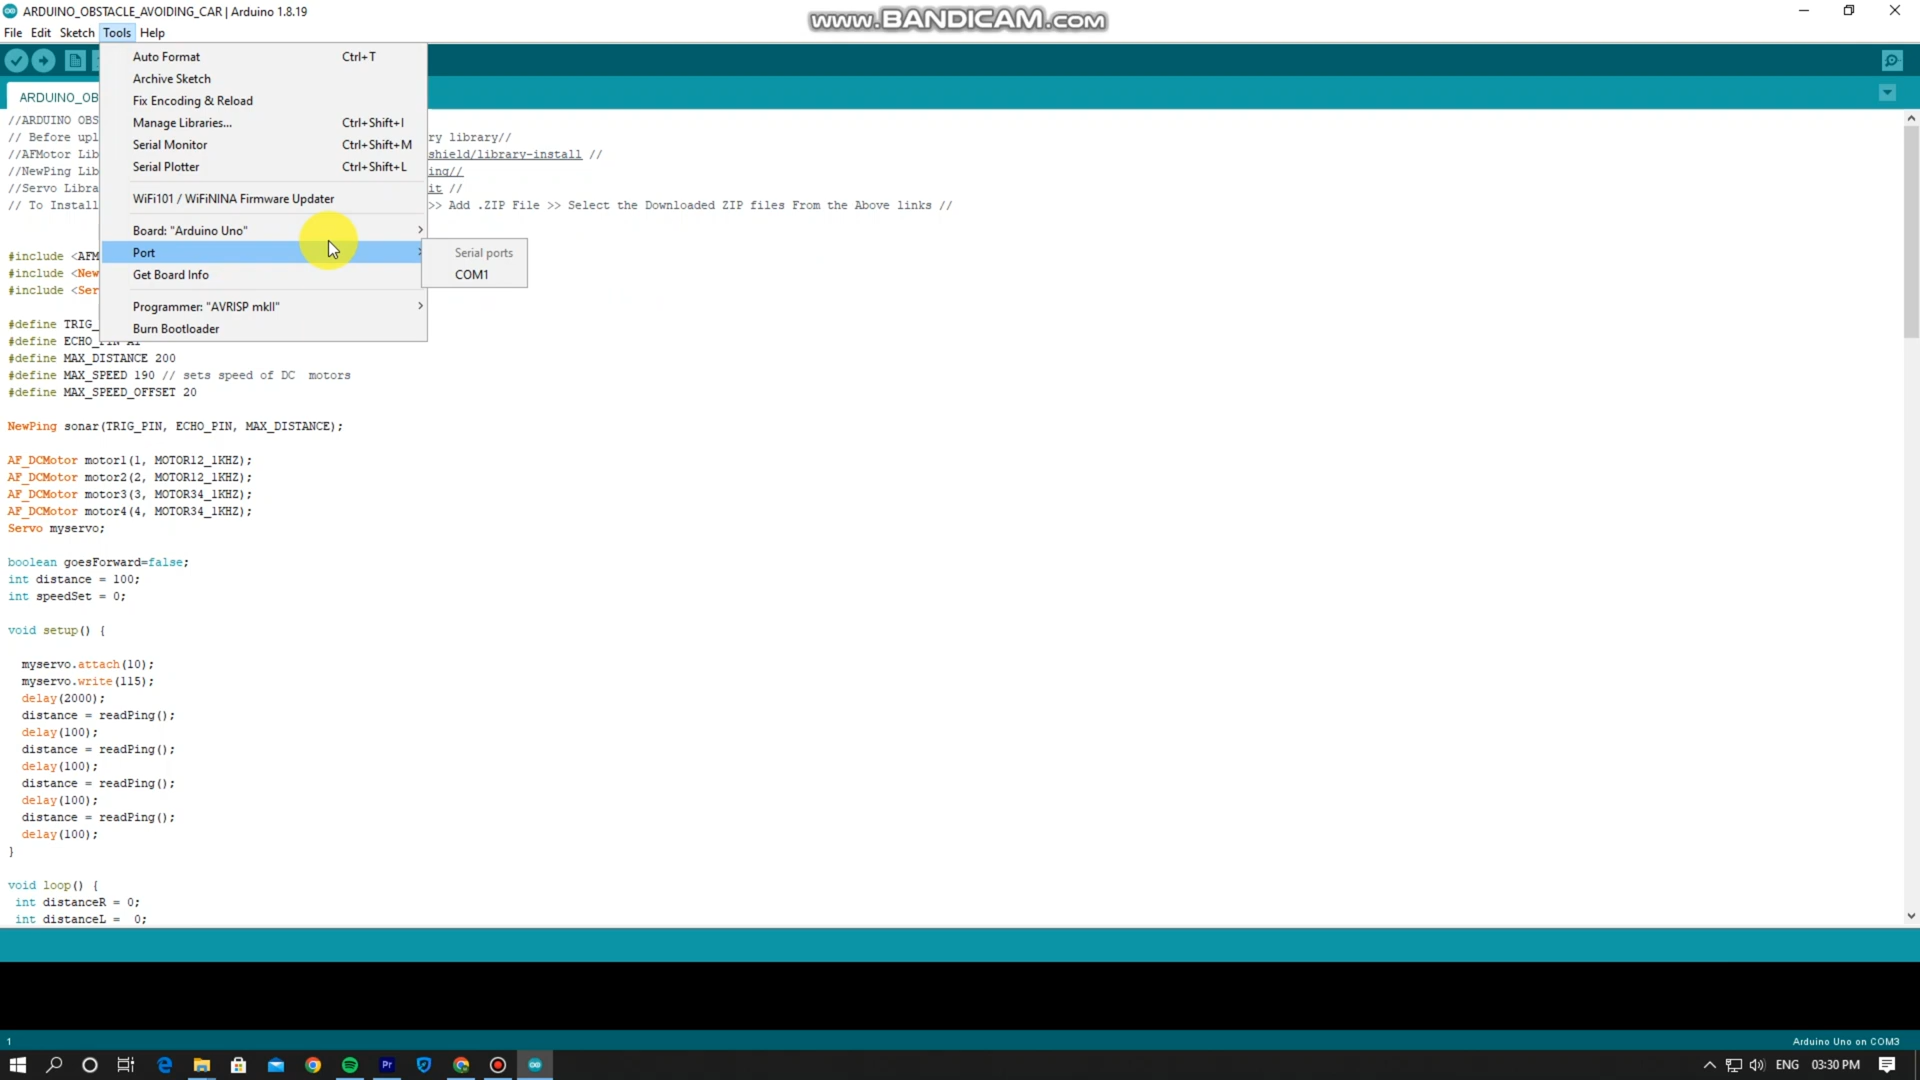 ARDUINO_OBSTACLE_AVOIDING_CAR | Arduino 1.8.19
www.BANDICAM.COM
File Edit Sketch Tools Help
Auto Format Ctrl+T
Archive Sketch
Fix Encoding & Reload
Manage Libraries... Ctrl+Shift+I
Serial Monitor Ctrl+Shift+M
Serial Plotter Ctrl+Shift+L
WiFi101 / WiFiNINA Firmware Updater
Board: "Arduino Uno"
Port
Get Board Info
Programmer: "AVRISP mkII"
Burn Bootloader
Serial ports
COM1
ARDUINO_OB
//ARDUINO OBS
// Before upl ry library//
//AFMotor Lib shield/library-install //
//NewPing Lib ing//
//Servo Libra it //
// To Install >> Add .ZIP File >> Select the Downloaded ZIP files From the Above links //
#include <AFM
#include <New
#include <Ser
#define TRIG_
#define ECHO_PIN A1
#define MAX_DISTANCE 200
#define MAX_SPEED 190 // sets speed of DC  motors
#define MAX_SPEED_OFFSET 20
NewPing sonar(TRIG_PIN, ECHO_PIN, MAX_DISTANCE);
AF_DCMotor motor1(1, MOTOR12_1KHZ);
AF_DCMotor motor2(2, MOTOR12_1KHZ);
AF_DCMotor motor3(3, MOTOR34_1KHZ);
AF_DCMotor motor4(4, MOTOR34_1KHZ);
Servo myservo;
boolean goesForward=false;
int distance = 100;
int speedSet = 0;
void setup() {
myservo.attach(10);
myservo.write(115);
delay(2000);
distance = readPing();
delay(100);
distance = readPing();
delay(100);
distance = readPing();
delay(100);
distance = readPing();
delay(100);
}
void loop() {
int distanceR = 0;
int distanceL =  0;
1
Arduino Uno on COM3
Pr
ENG 03:30 PM